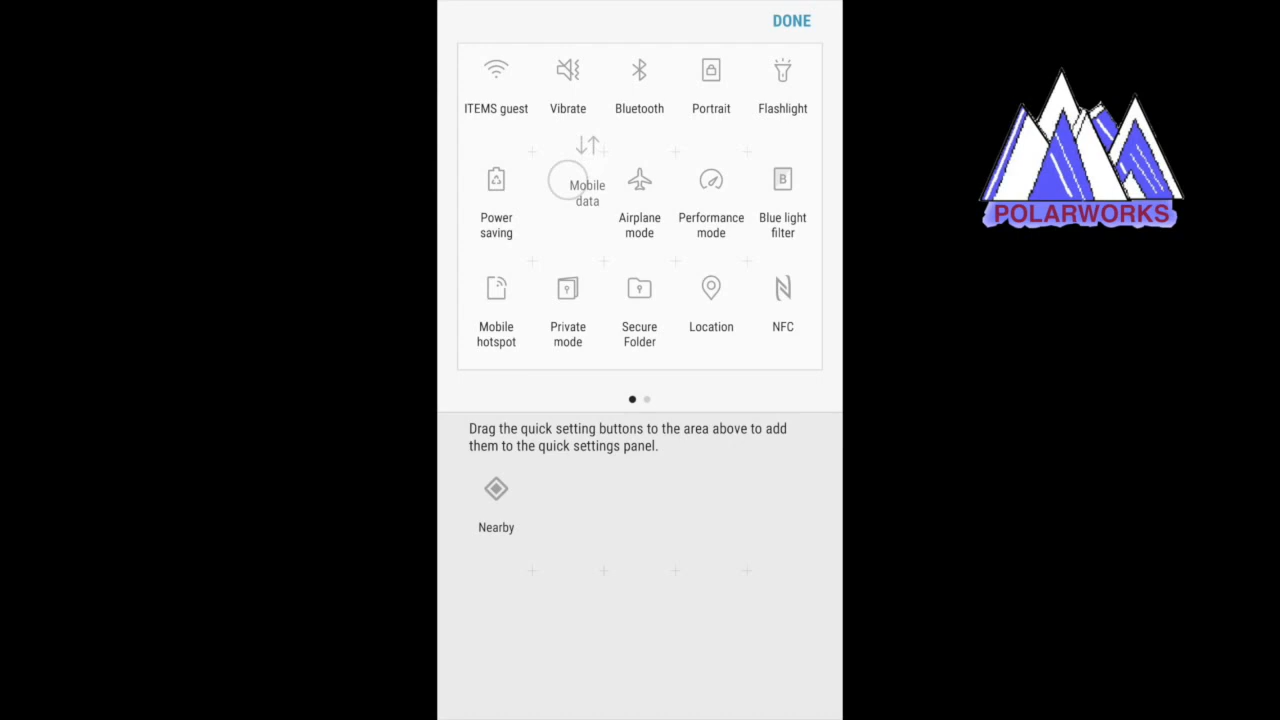 DONE
ITEMS guest
Vibrate
Bluetooth
Portrait
Flashlight
Power
saving
Mobile
data
Airplane
mode
Performance
mode
B
Blue light
filter
Mobile
hotspot
Private
mode
Secure
Folder
Location
NFC
Drag the quick setting buttons to the area above to add
them to the quick settings panel.
Nearby
POLARWORKS